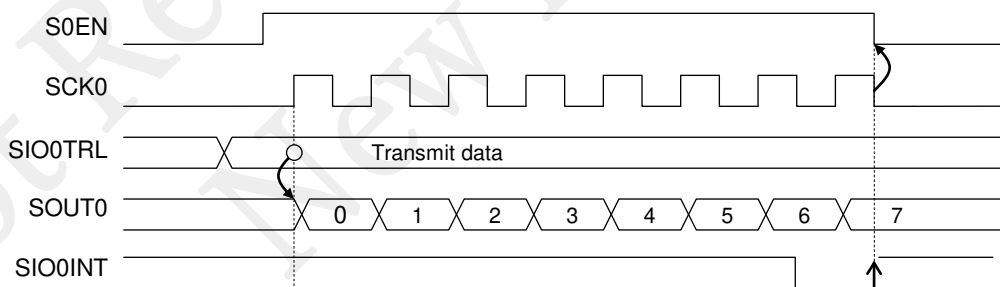 S0EN
SCK0
SIO0TRL Transmit data
SOUT0 0 1 2 3 4 5 6 7
SIO0INT